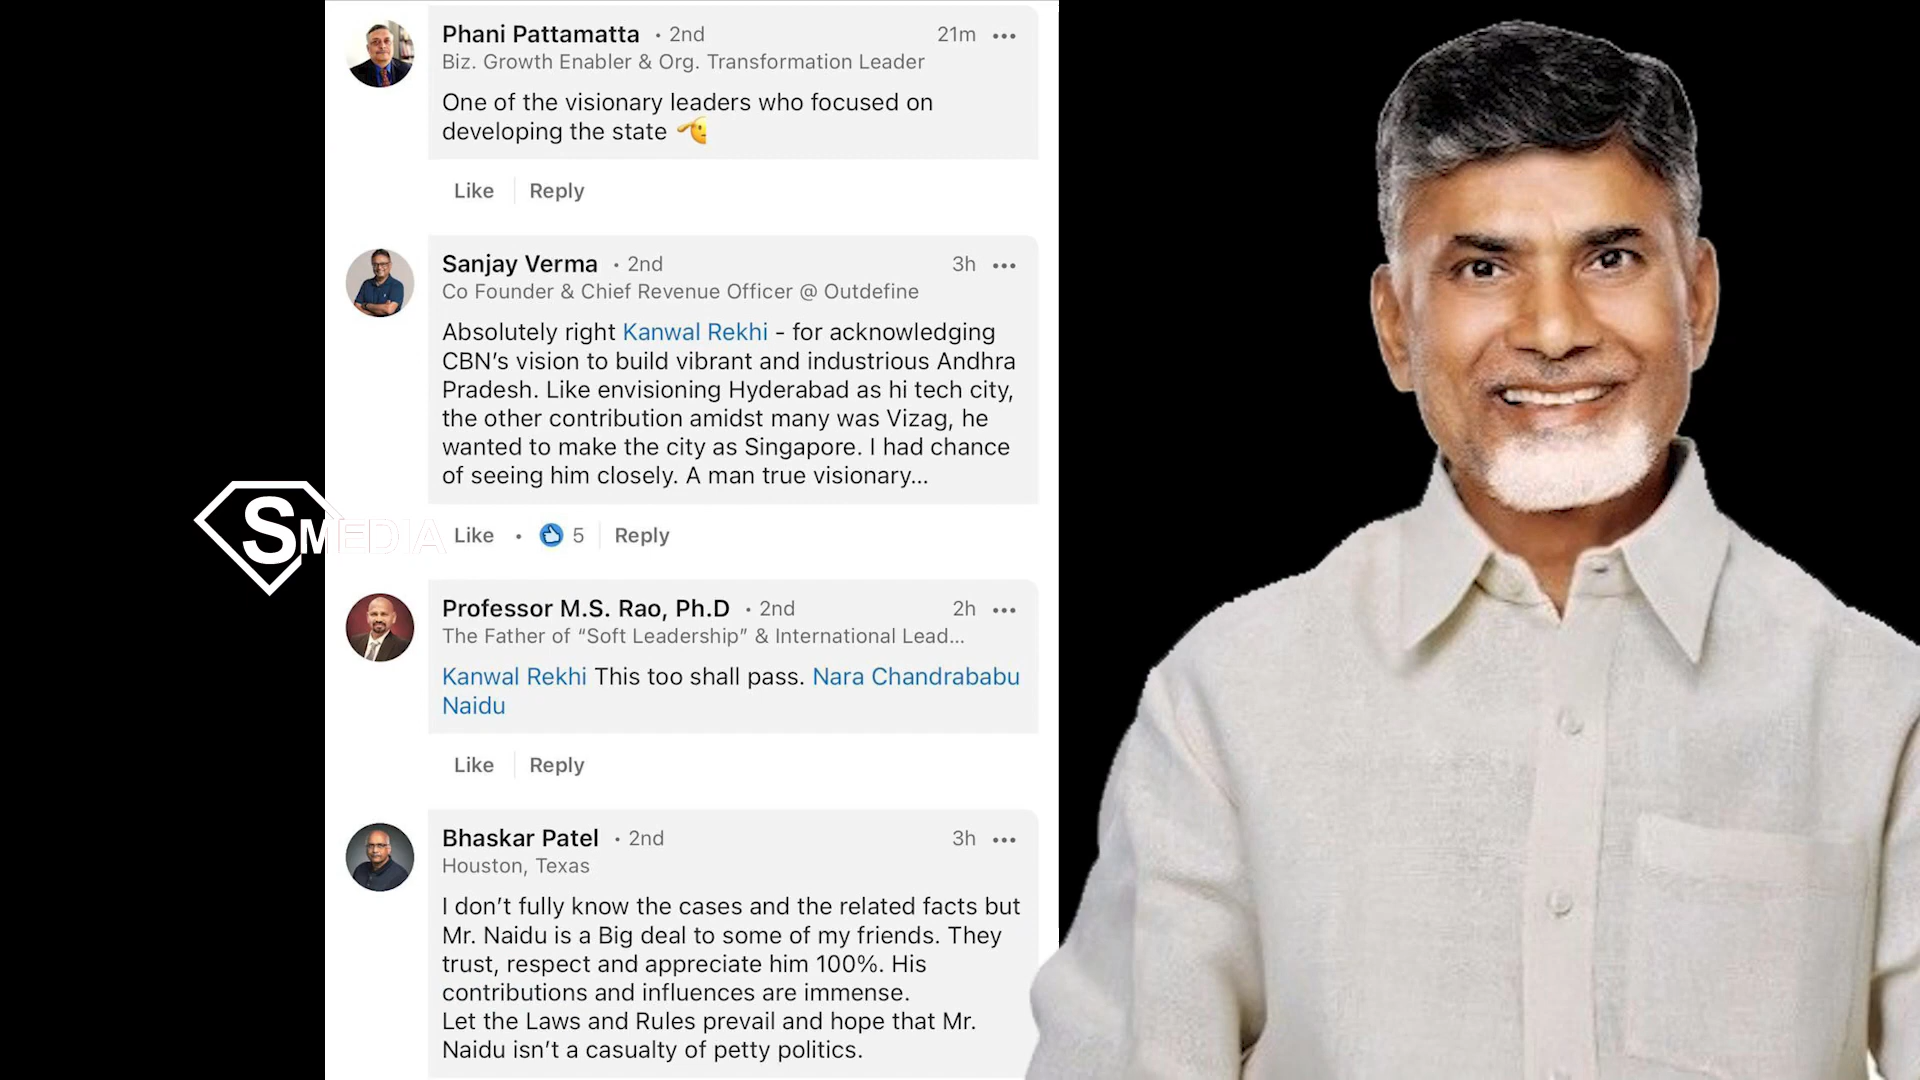 Phani Pattamatta • 2nd 21m
Biz. Growth Enabler & Org. Transformation Leader
One of the visionary leaders who focused on
developing the state
Like Reply
Sanjay Verma • 2nd 3h
Co Founder & Chief Revenue Officer @ Outdefine
Absolutely right Kanwal Rekhi - for acknowledging
CBN’s vision to build vibrant and industrious Andhra
Pradesh. Like envisioning Hyderabad as hi tech city,
the other contribution amidst many was Vizag, he
wanted to make the city as Singapore. I had chance
of seeing him closely. A man true visionary...
SMEDIA
Like • 5 Reply
Professor M.S. Rao, Ph.D • 2nd 2h
The Father of “Soft Leadership” & International Lead...
Kanwal Rekhi This too shall pass. Nara Chandrababu
Naidu
Like Reply
Bhaskar Patel • 2nd 3h
Houston, Texas
I don’t fully know the cases and the related facts but
Mr. Naidu is a Big deal to some of my friends. They
trust, respect and appreciate him 100%. His
contributions and influences are immense.
Let the Laws and Rules prevail and hope that Mr.
Naidu isn’t a casualty of petty politics.